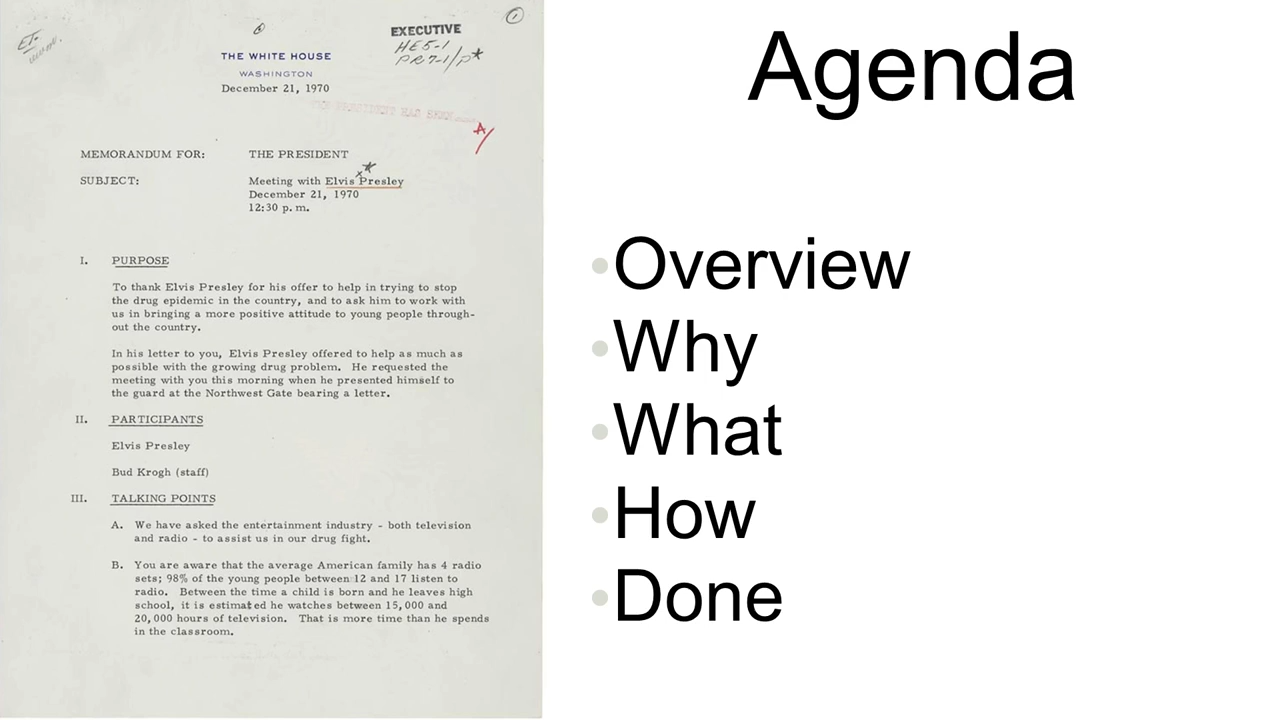 EXECUTIVE
HE5-1
PR7-1/P*
THE WHITE HOUSE
WASHINGTON
December 21, 1970
THE PRESIDENT HAS SEEN
MEMORANDUM FOR: THE PRESIDENT
SUBJECT: Meeting with Elvis Presley
December 21, 1970
12:30 p.m.
I. PURPOSE
To thank Elvis Presley for his offer to help in trying to stop
the drug epidemic in the country, and to ask him to work with
us in bringing a more positive attitude to young people through-
out the country.
In his letter to you, Elvis Presley offered to help as much as
possible with the growing drug problem. He requested the
meeting with you this morning when he presented himself to
the guard at the Northwest Gate bearing a letter.
II. PARTICIPANTS
Elvis Presley
Bud Krogh (staff)
III. TALKING POINTS
A. We have asked the entertainment industry - both television
and radio - to assist us in our drug fight.
B. You are aware that the average American family has 4 radio
sets; 98% of the young people between 12 and 17 listen to
radio. Between the time a child is born and he leaves high
school, it is estimated he watches between 15,000 and
20,000 hours of television. That is more time than he spends
in the classroom.
Agenda
•Overview
•Why
•What
•How
•Done